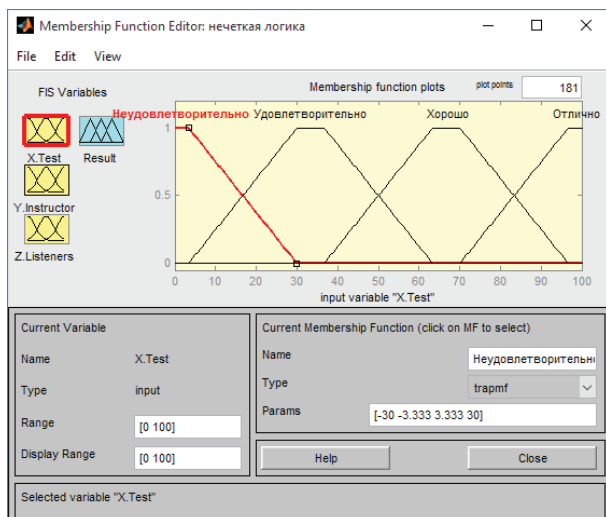 Membership Function Editor: нечеткая логика
File Edit View
FIS Variables
Membership function plots
plot points:
181
X.Test
Result
Y.Instructor
Z.Listeners
Неудовлетворительно Удовлетворительно Хорошо Отлично
1
0.5
0
0 10 20 30 40 50 60 70 80 90 100
input variable "X.Test"
Current Variable
Name X.Test
Type input
Range [0 100]
Display Range [0 100]
Current Membership Function (click on MF to select)
Name Неудовлетворительн
Type trapmf
Params [-30 -3.333 3.333 30]
Help Close
Selected variable "X.Test"